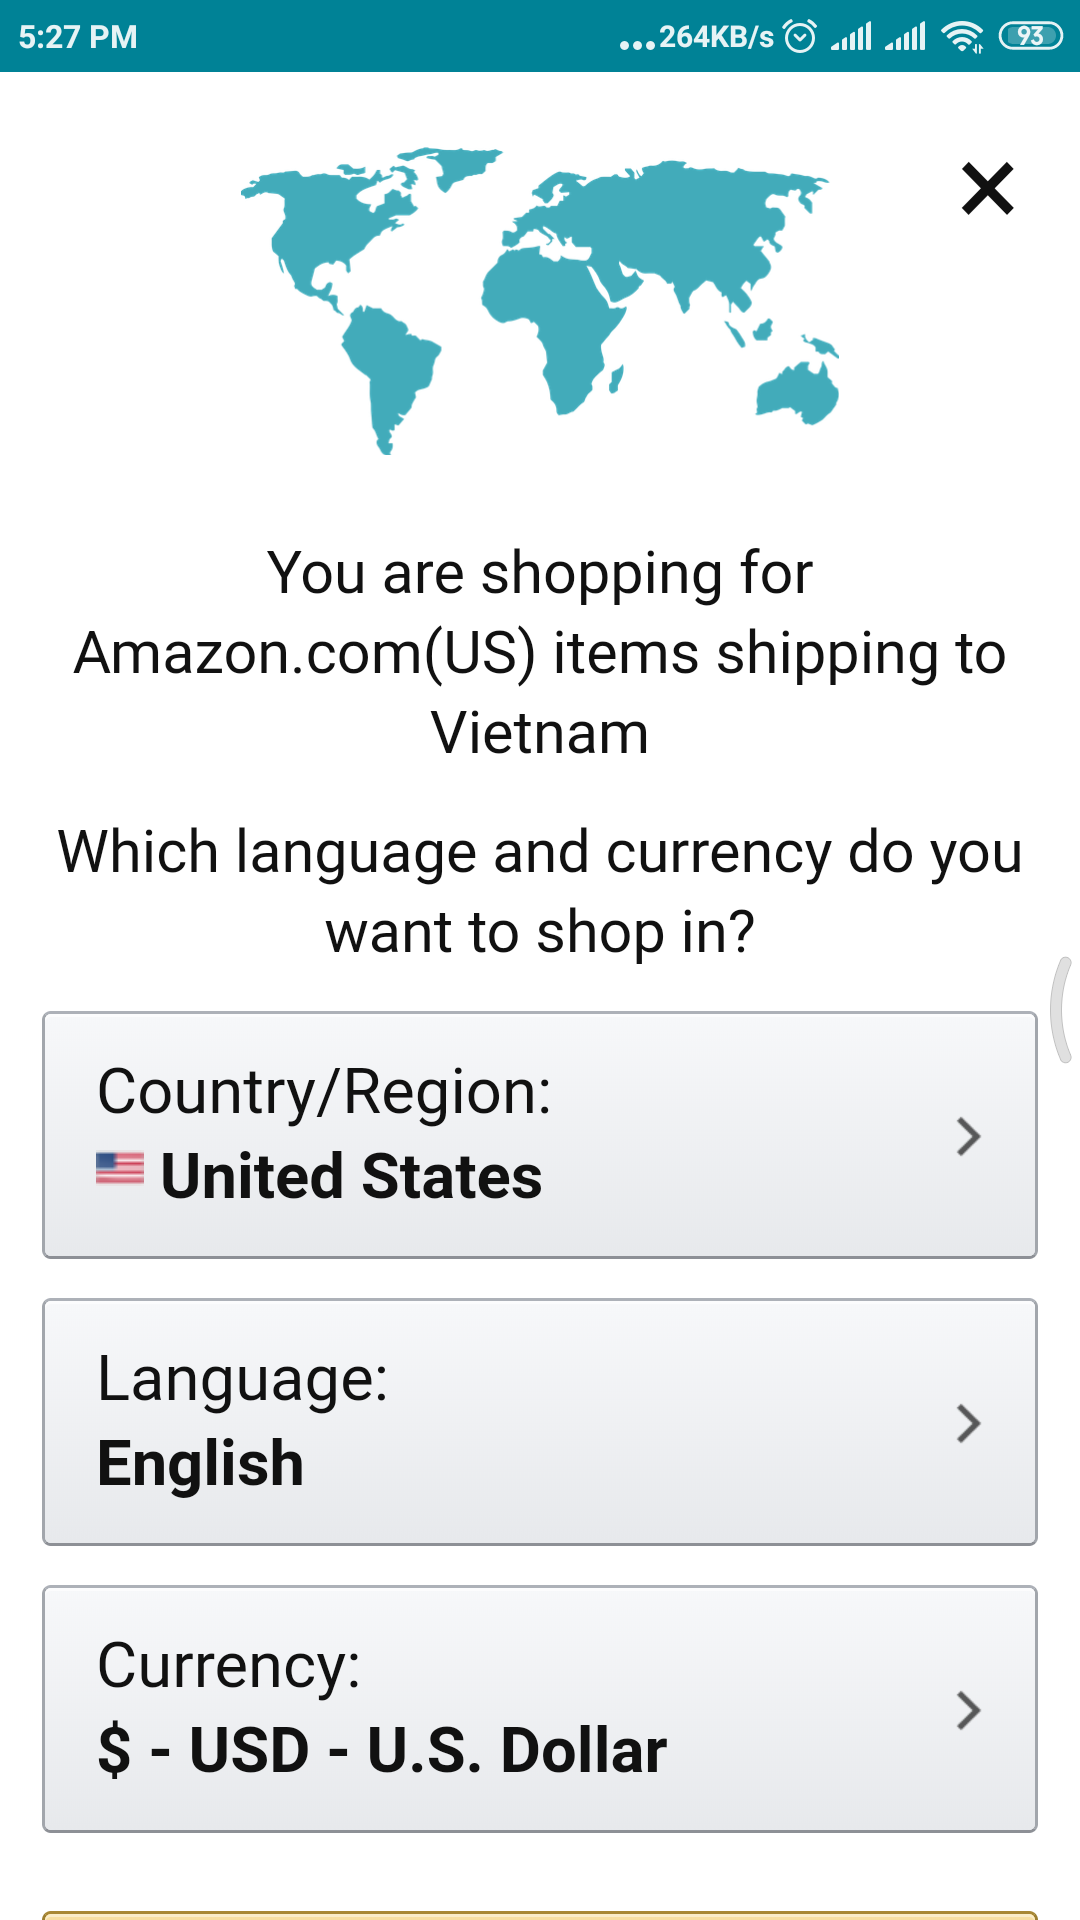 5:27 PM
...264KB/s
93
You are shopping for
Amazon.com(US) items shipping to
Vietnam
Which language and currency do you
want to shop in?
Country/Region:
United States
Language:
English
Currency:
$ - USD - U.S. Dollar